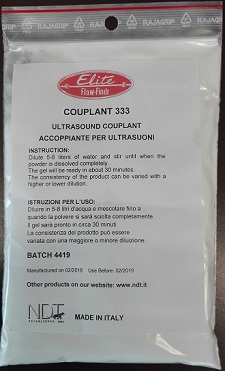 RAJAGRIP RAJAGRIP
Elite
Flaw-Findr
COUPLANT 333
ULTRASOUND COUPLANT
ACCOPPIANTE PER ULTRASUONI
INSTRUCTION:
Dilute 5-8 liters of water and stir until when the
powder is dissolved completely.
The gel will be ready in about 30 minutes
The consistency of the product can be varied with a
higher or lower dilution
ISTRUZIONI PER L'USO:
Diluire in 5-8 litri d'acqua e mescolare fino a
quando la polvere si sarà sciolta completamente.
Il gel sarà pronto in circa 30 minuti
La consistenza del prodotto può essere
variata con una maggiore o minore diluizione.
BATCH 4419
Manufactured on 02/2016 Use Before: 02/2019
Other products on our website: www.ndt.it
NDT
MADE IN ITALY